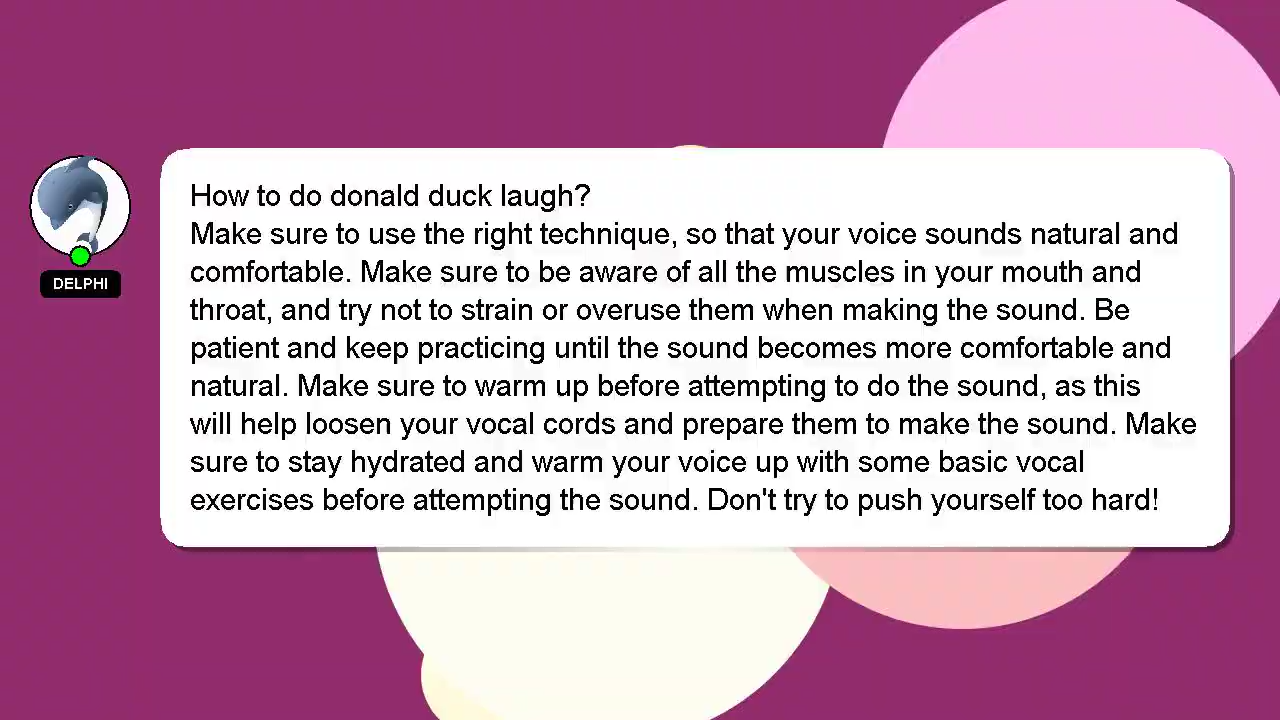 How to do donald duck laugh?
Make sure to use the right technique, so that your voice sounds natural and
comfortable. Make sure to be aware of all the muscles in your mouth and
throat, and try not to strain or overuse them when making the sound. Be
patient and keep practicing until the sound becomes more comfortable and
natural. Make sure to warm up before attempting to do the sound, as this
will help loosen your vocal cords and prepare them to make the sound. Make
sure to stay hydrated and warm your voice up with some basic vocal
exercises before attempting the sound. Don't try to push yourself too hard!
DELPHI